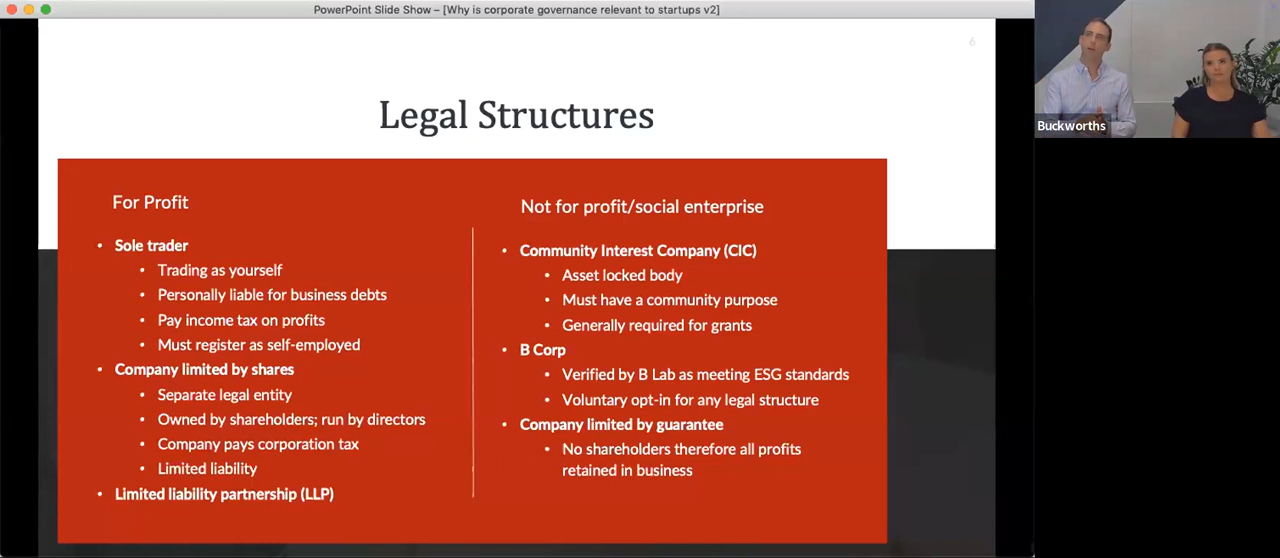 PowerPoint Slide Show – [Why is corporate governance relevant to startups v2]
6
Legal Structures
For Profit
• Sole trader
• Trading as yourself
• Personally liable for business debts
• Pay income tax on profits
• Must register as self-employed
• Company limited by shares
• Separate legal entity
• Owned by shareholders; run by directors
• Company pays corporation tax
• Limited liability
• Limited liability partnership (LLP)
Not for profit/social enterprise
• Community Interest Company (CIC)
• Asset locked body
• Must have a community purpose
• Generally required for grants
• B Corp
• Verified by B Lab as meeting ESG standards
• Voluntary opt-in for any legal structure
• Company limited by guarantee
• No shareholders therefore all profits
retained in business
Buckworths